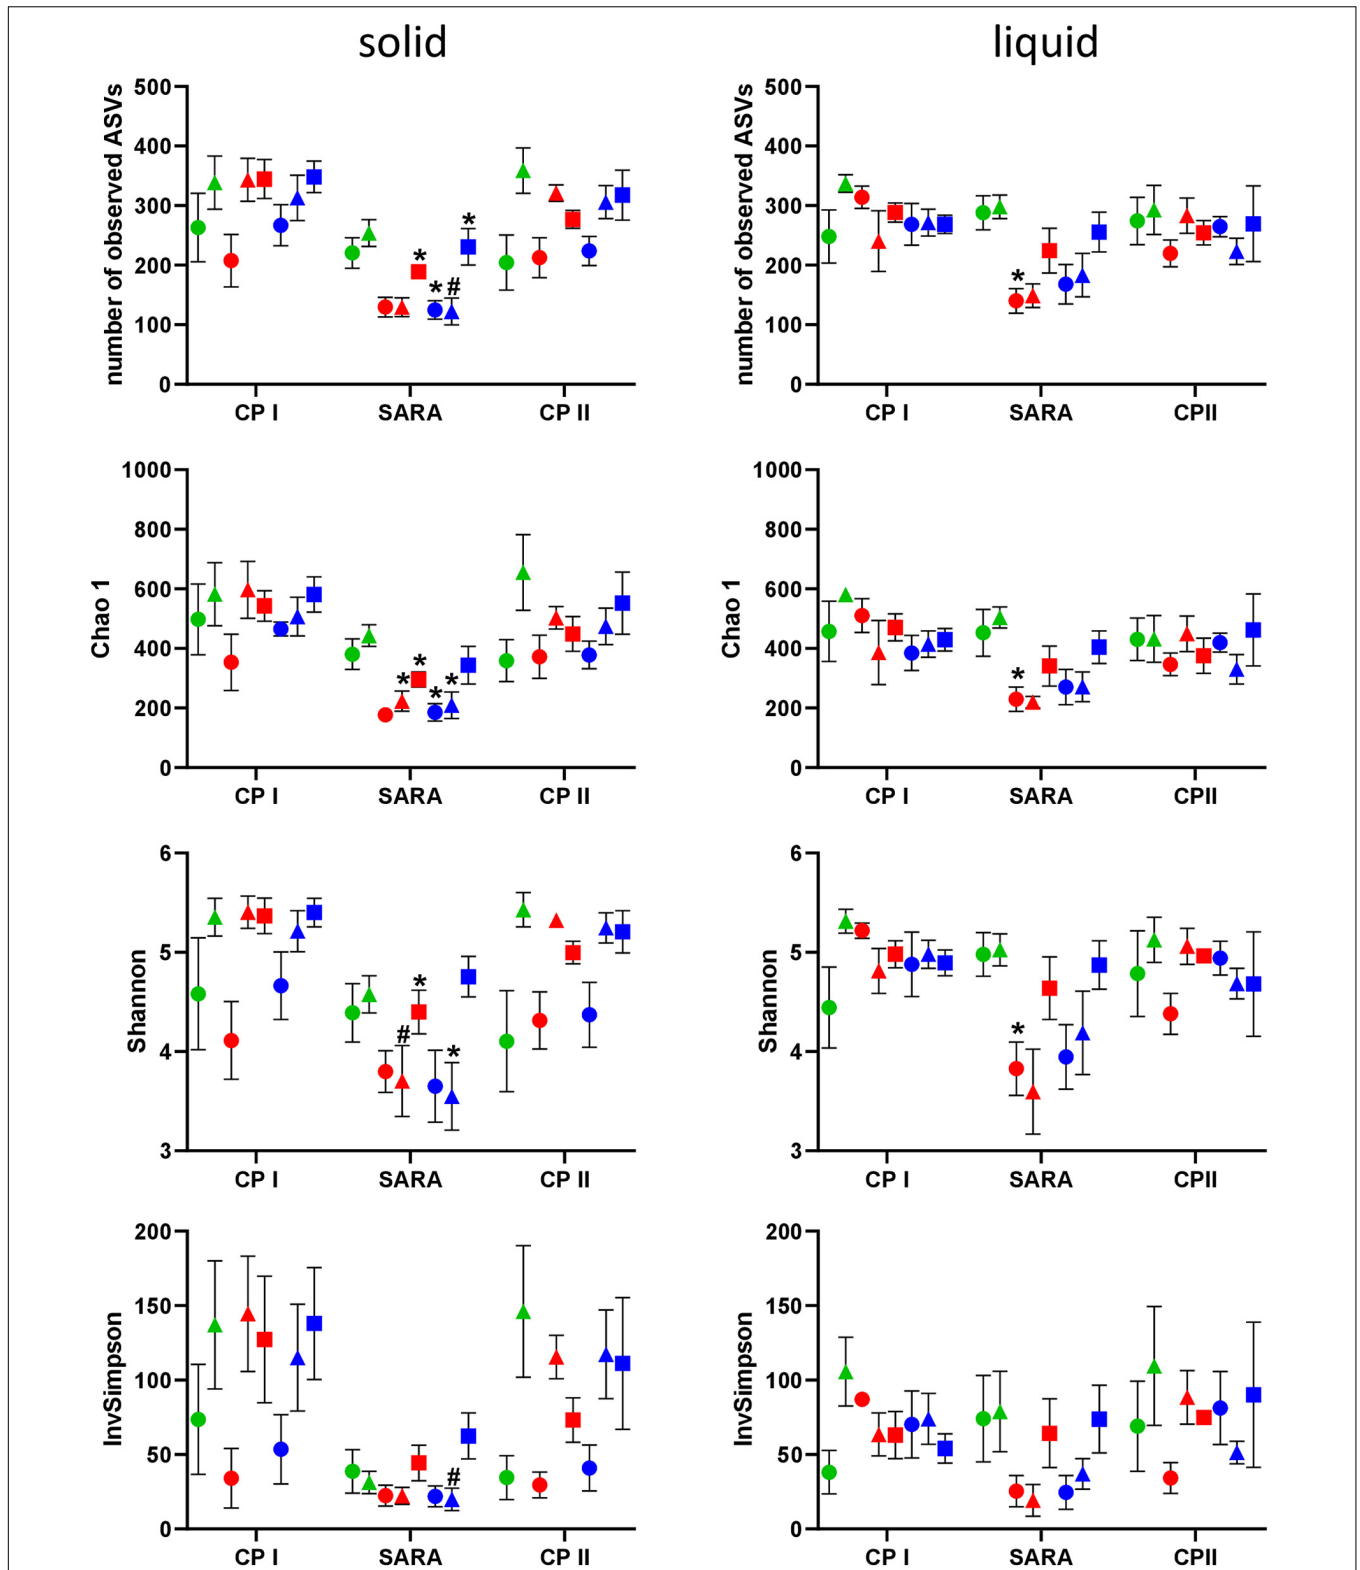 solid
liquid
number of observed ASVs
500
400
300
200
100
0
*
*
#
*
CP I
SARA
CP II
number of observed ASVs
500
400
300
200
100
0
*
CP I
SARA
CPII
Chao 1
1000
800
600
400
200
0
*
*
*
*
CP I
SARA
CP II
Chao 1
1000
800
600
400
200
0
*
CP I
SARA
CPII
Shannon
6
5
4
3
#
*
*
CP I
SARA
CP II
Shannon
6
5
4
3
*
CP I
SARA
CPII
InvSimpson
200
150
100
50
0
#
CP I
SARA
CP II
InvSimpson
200
150
100
50
0
CP I
SARA
CPII